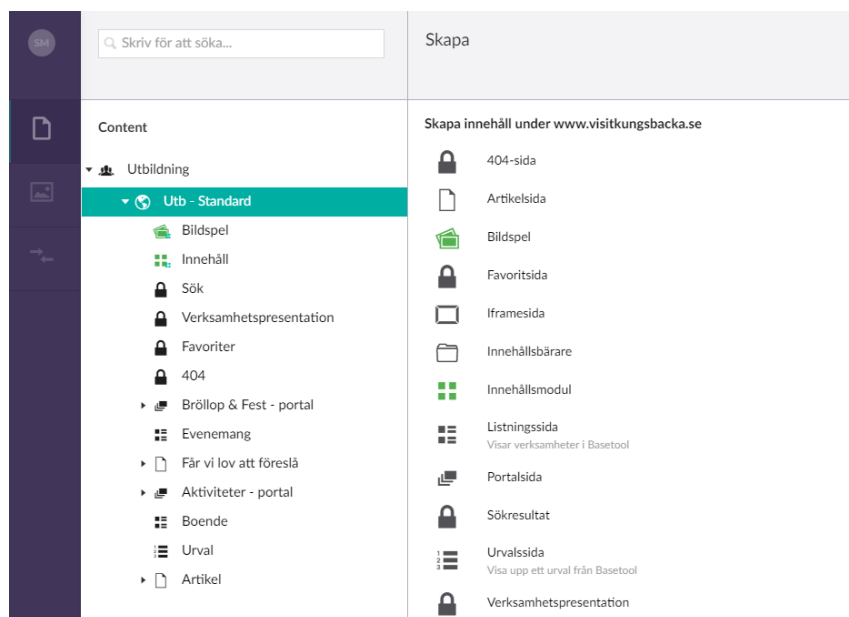 SM
Skriv för att söka...
Content
Utbildning
Utb - Standard
Bildspel
Innehåll
Sök
Verksamhetspresentation
Favoriter
404
Bröllop & Fest - portal
Evenemang
Får vi lov att föreslå
Aktiviteter - portal
Boende
Urval
Artikel
Skapa
Skapa innehåll under www.visitkungsbacka.se
404-sida
Artikelsida
Bildspel
Favoritsida
Iframesida
Innehållsbärare
Innehållsmodul
Listningssida
Visar verksamheter i Basetool
Portalsida
Sökresultat
Urvalssida
Visa upp ett urval från Basetool
Verksamhetspresentation